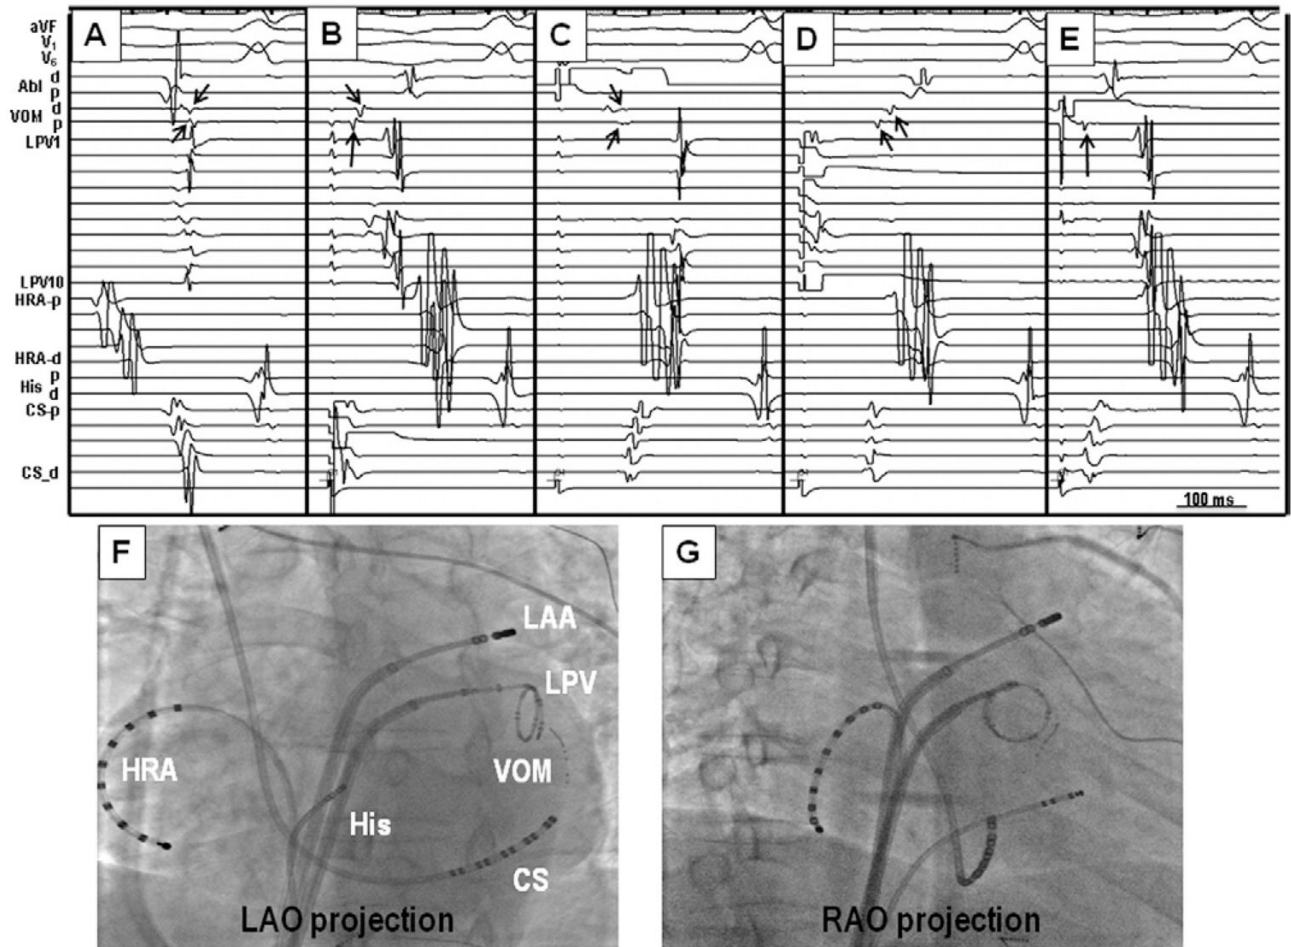 A
B
C
D
E
aVF
V1
V6
Abl d
p
VOM d
p
LPV1
LPV10
HRA-p
HRA-d
His p
d
CS-p
CS_d
100 ms
F
LAA
LPV
HRA
VOM
His
CS
LAO projection
G
RAO projection